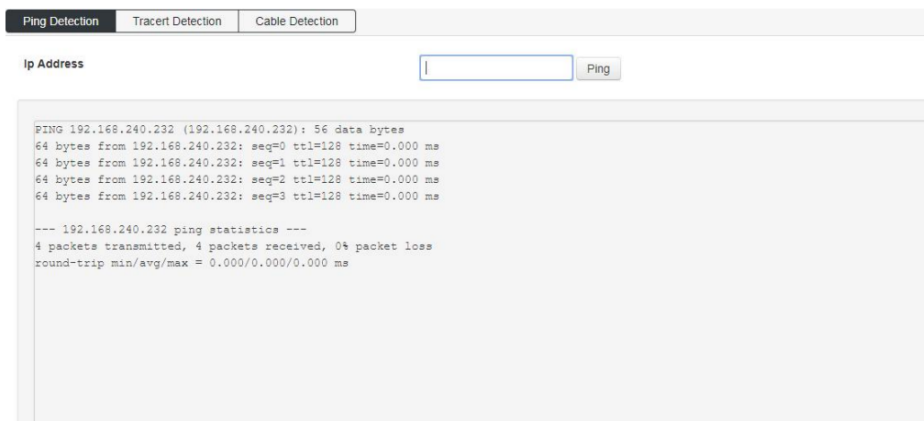 Ping Detection Tracert Detection Cable Detection
Ip Address Ping
PING 192.168.240.232 (192.168.240.232): 56 data bytes
64 bytes from 192.168.240.232: seq=0 ttl=128 time=0.000 ms
64 bytes from 192.168.240.232: seq=1 ttl=128 time=0.000 ms
64 bytes from 192.168.240.232: seq=2 ttl=128 time=0.000 ms
64 bytes from 192.168.240.232: seq=3 ttl=128 time=0.000 ms
--- 192.168.240.232 ping statistics ---
4 packets transmitted, 4 packets received, 0% packet loss
round-trip min/avg/max = 0.000/0.000/0.000 ms